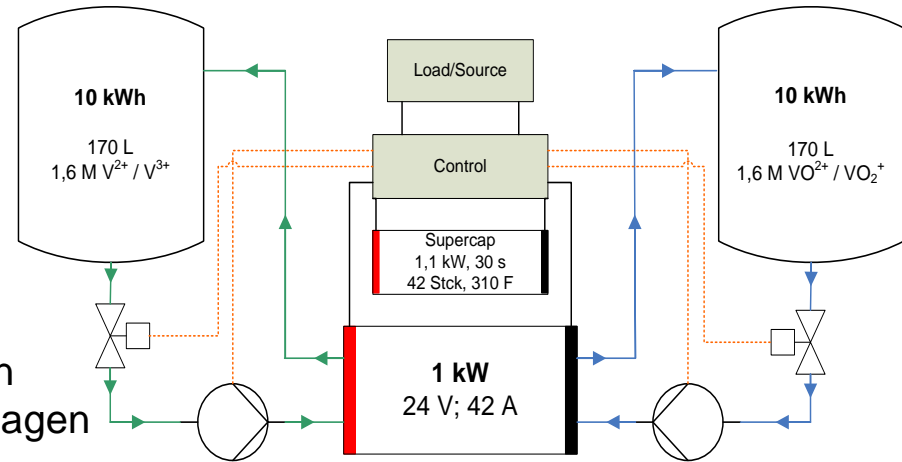 10 kWh
170 L
1,6 M V²⁺ / V³⁺
Load/Source
Control
Supercap
1,1 kW, 30 s
42 Stck, 310 F
1 kW
24 V; 42 A
10 kWh
170 L
1,6 M VO²⁺ / VO₂⁺